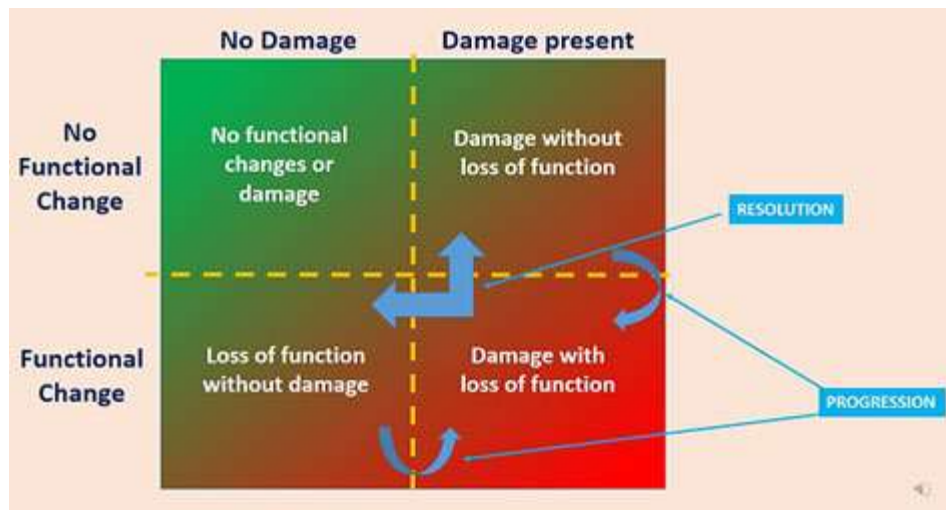 No Damage
Damage present
No
Functional
Change
No functional
changes or
damage
Damage without
loss of function
RESOLUTION
Functional
Change
Loss of function
without damage
Damage with
loss of function
PROGRESSION